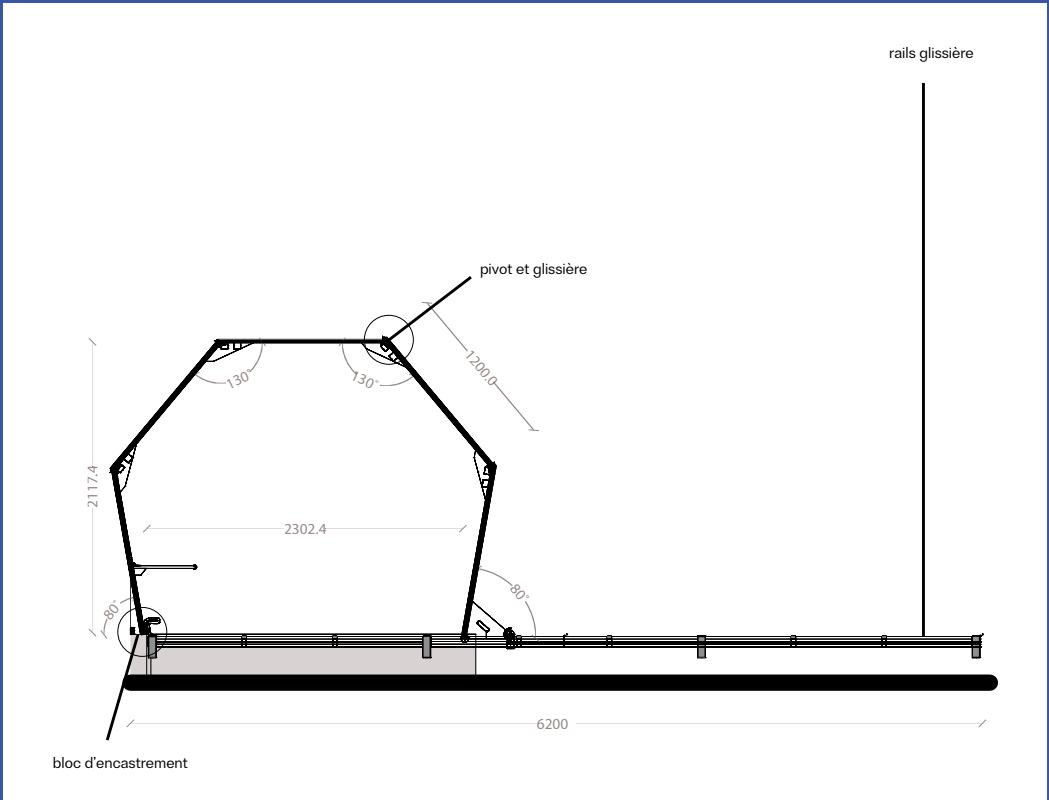 rails glissière
pivot et glissière
1200.0
130°
130°
2117.4
2302.4
80°
80°
6200
bloc d'encastrement